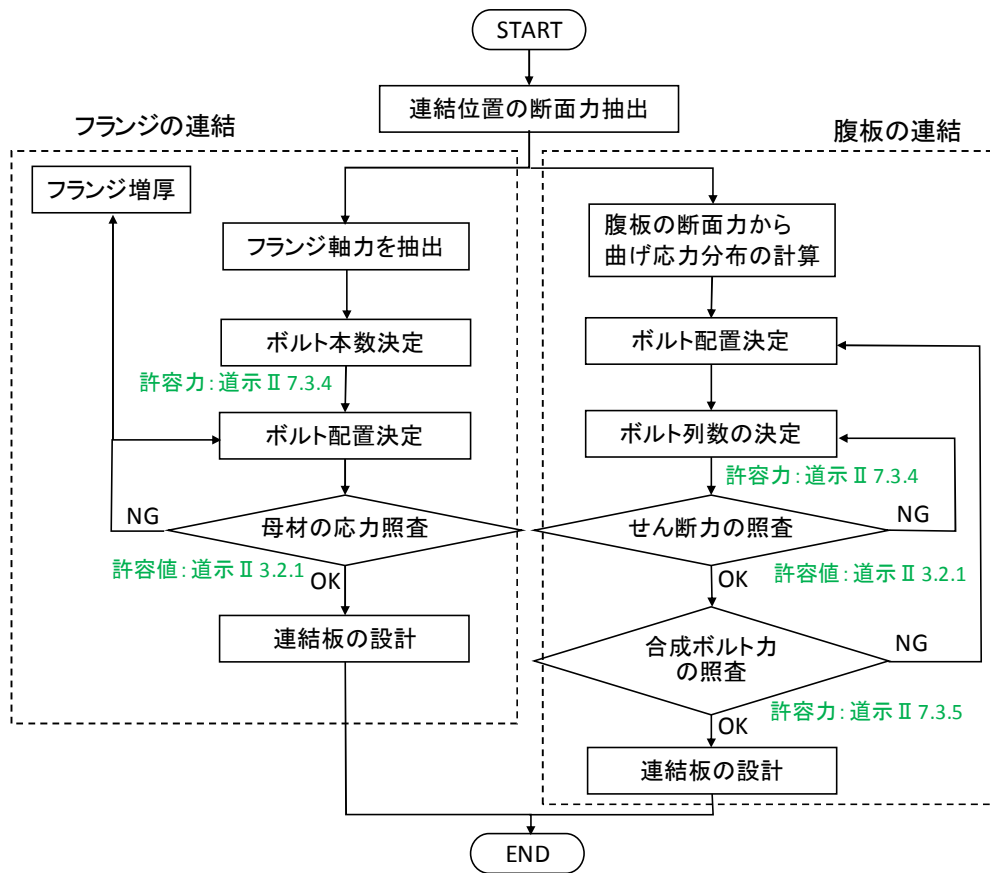 START
連結位置の断面力抽出
フランジの連結
フランジ増厚
フランジ軸力を抽出
ボルト本数決定
許容力：道示Ⅱ 7.3.4
ボルト配置決定
NG
母材の応力照査
許容値：道示Ⅱ 3.2.1
OK
連結板の設計
腹板の連結
腹板の断面力から
曲げ応力分布の計算
ボルト配置決定
ボルト列数の決定
許容力：道示Ⅱ 7.3.4
せん断力の照査
NG
許容値：道示Ⅱ 3.2.1
OK
合成ボルト力
の照査
NG
許容力：道示Ⅱ 7.3.5
OK
連結板の設計
END